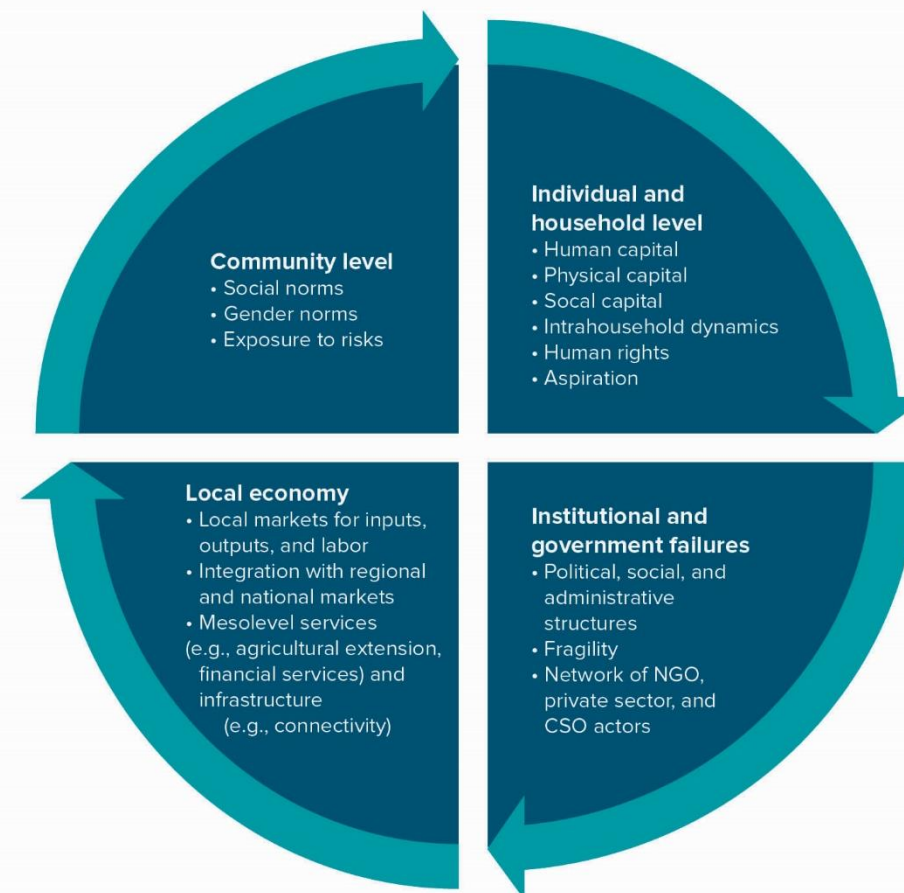 Community level
• Social norms
• Gender norms
• Exposure to risks
Individual and
household level
• Human capital
• Physical capital
• Socal capital
• Intrahousehold dynamics
• Human rights
• Aspiration
Local economy
• Local markets for inputs,
outputs, and labor
• Integration with regional
and national markets
• Mesolevel services
(e.g., agricultural extension,
financial services) and
infrastructure
(e.g., connectivity)
Institutional and
government failures
• Political, social, and
administrative
structures
• Fragility
• Network of NGO,
private sector, and
CSO actors